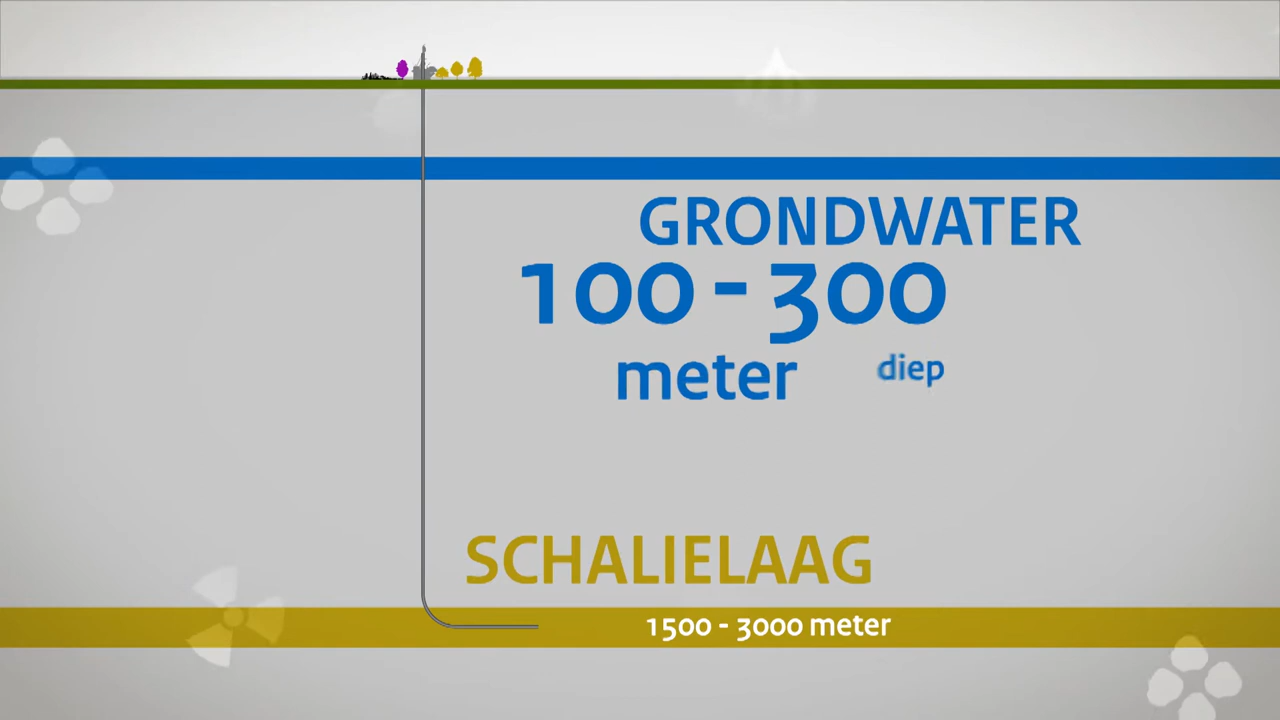 GRONDWATER
100 - 300
meter diep
SCHALIELAAG
1500 - 3000 meter